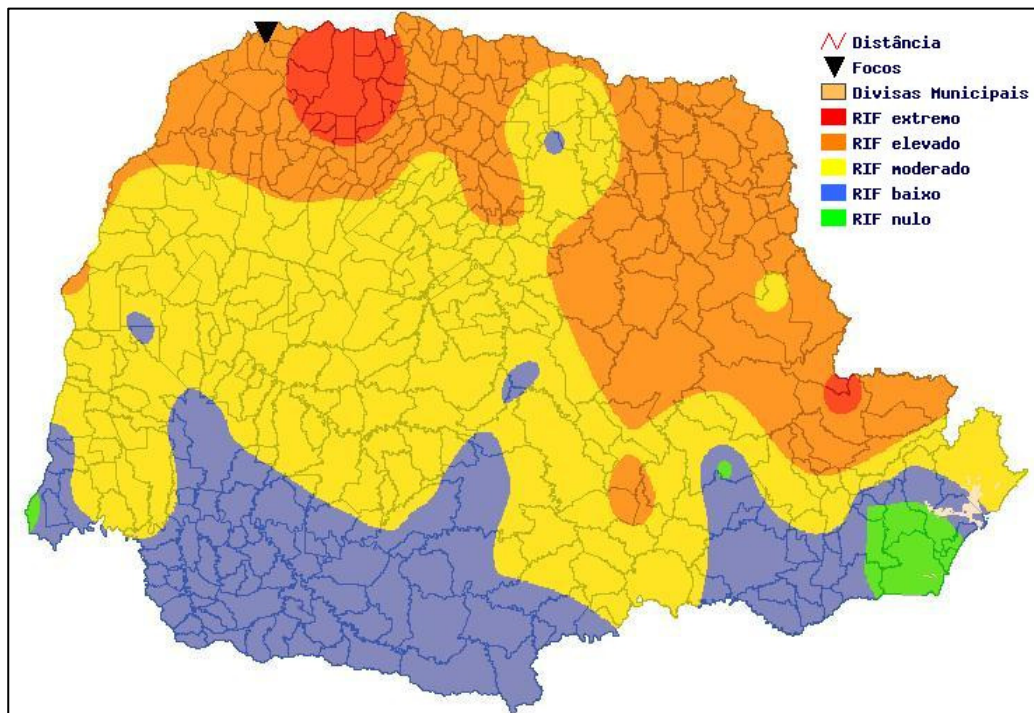 Distância
Focos
Divisas Municipais
RIF extremo
RIF elevado
RIF moderado
RIF baixo
RIF nulo